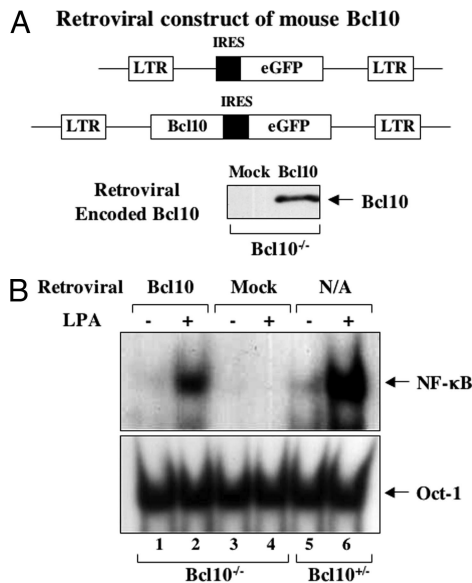 A Retroviral construct of mouse Bcl10
IRES
LTR eGFP LTR
IRES
LTR Bcl10 eGFP LTR
Mock Bcl10
Retroviral
Encoded Bcl10
Bcl10
Bcl10-/-
B Retroviral Bcl10 Mock N/A
LPA - + - + - +
NF-κB
Oct-1
1 2 3 4 5 6
Bcl10-/- Bcl10+/-